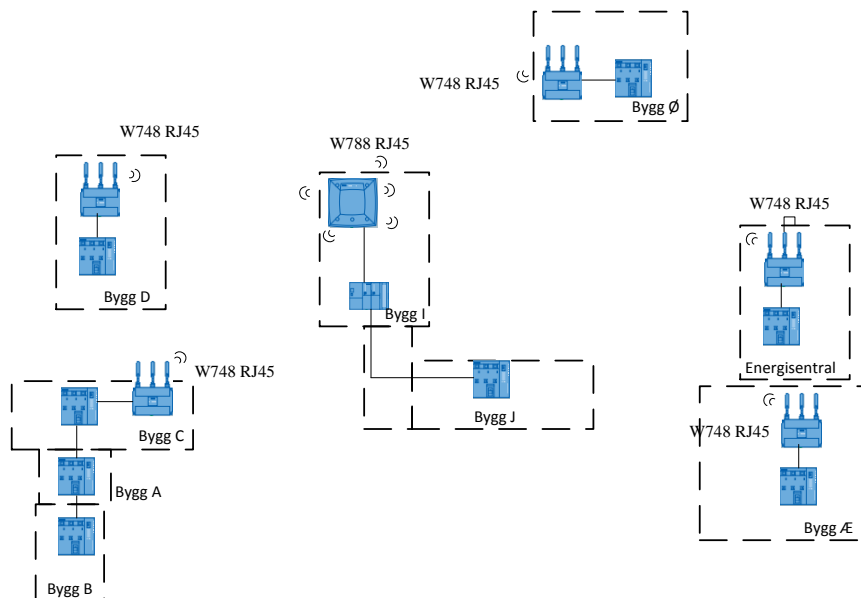 W748 RJ45
Bygg Ø
W748 RJ45
Bygg D
W788 RJ45
Bygg I
W748 RJ45
Energisentral
W748 RJ45
Bygg C
Bygg A
Bygg B
Bygg J
W748 RJ45
Bygg Æ